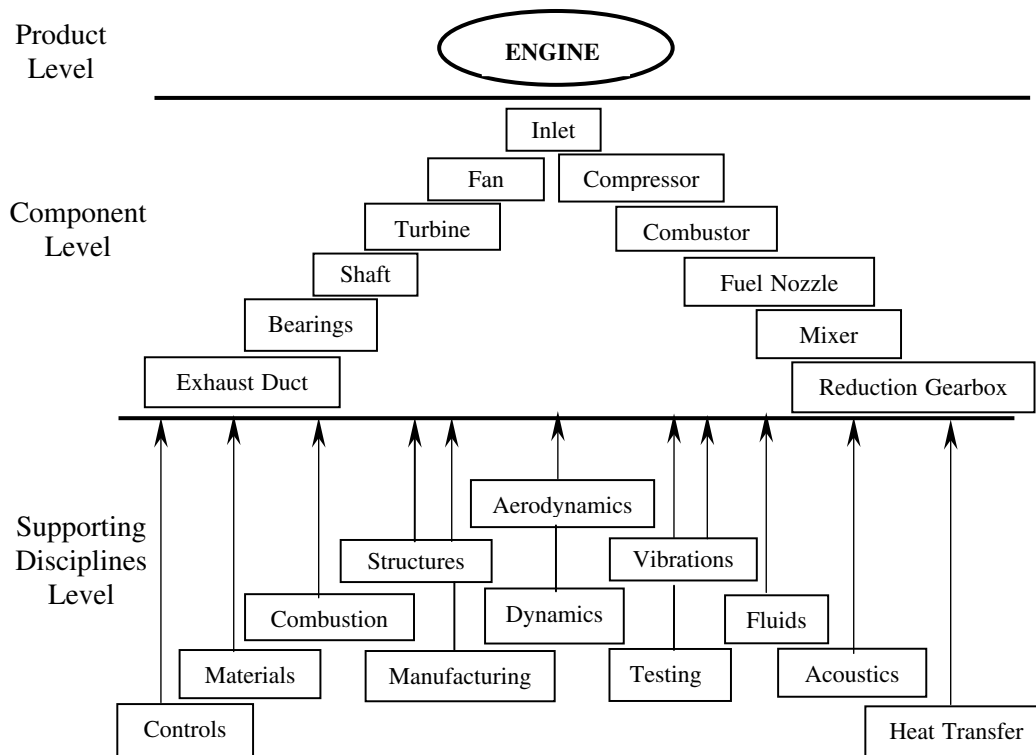 Product
Level
ENGINE
Inlet
Fan
Compressor
Component
Level
Turbine
Combustor
Shaft
Fuel Nozzle
Bearings
Mixer
Exhaust Duct
Reduction Gearbox
Supporting
Disciplines
Level
Aerodynamics
Structures
Vibrations
Combustion
Dynamics
Fluids
Materials
Manufacturing
Testing
Acoustics
Controls
Heat Transfer